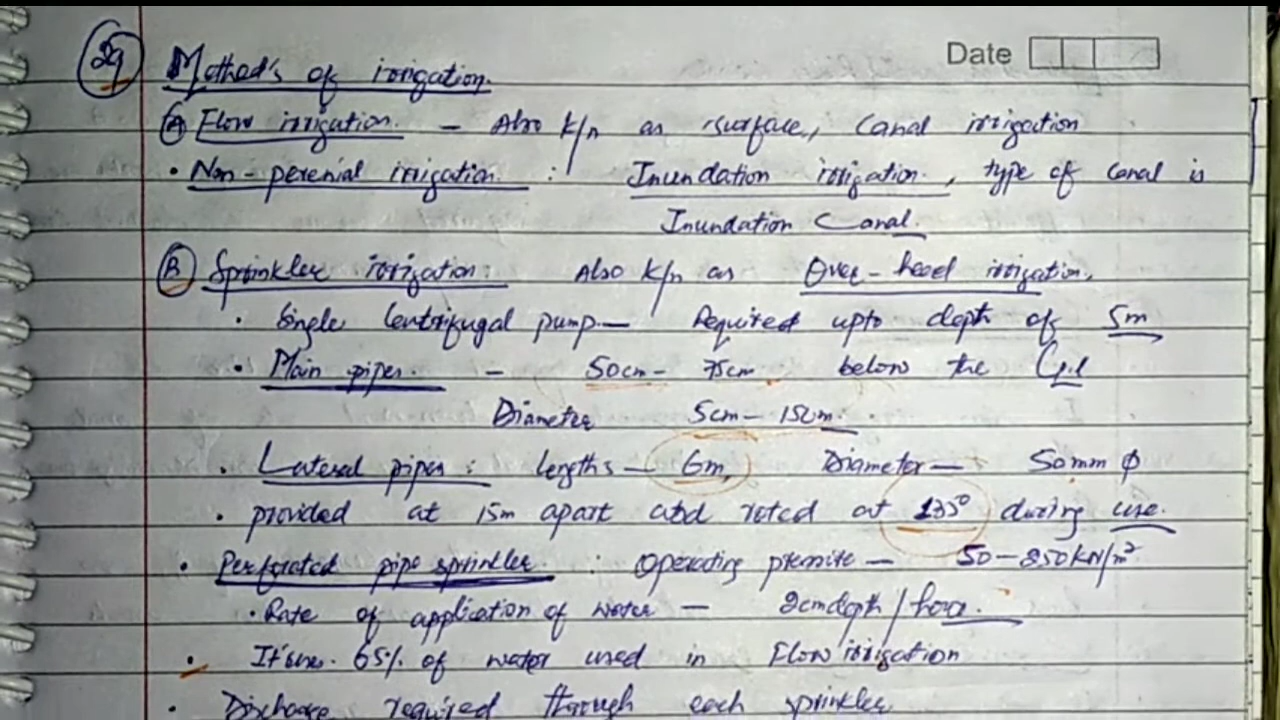 Date
29 Method's of irrigation.
A Flow irrigation. - Also k/n as surface, Canal irrigation
• Non-perenial irrigation : Inundation irrigation, type of canal is
Inundation Canal.
B Sprinkler irrigation: Also k/n as Over-head irrigation.
• Single Centrifugal pump— Required upto depth of 5m
• Main pipes. - 50cm - 75cm below the G.L
Diameter 5cm - 15cm.
• Lateral pipes : lengths — 6m, Diameter — 50mm ϕ
• provided at 15m apart and roted at 135° during use.
• Perforated pipe sprinkler : Operating pressure — 50-250kN/m²
• Rate of application of water — 2cm depth / hour.
• 65% of water used in Flow irrigation
• Discharge required through each sprinkler